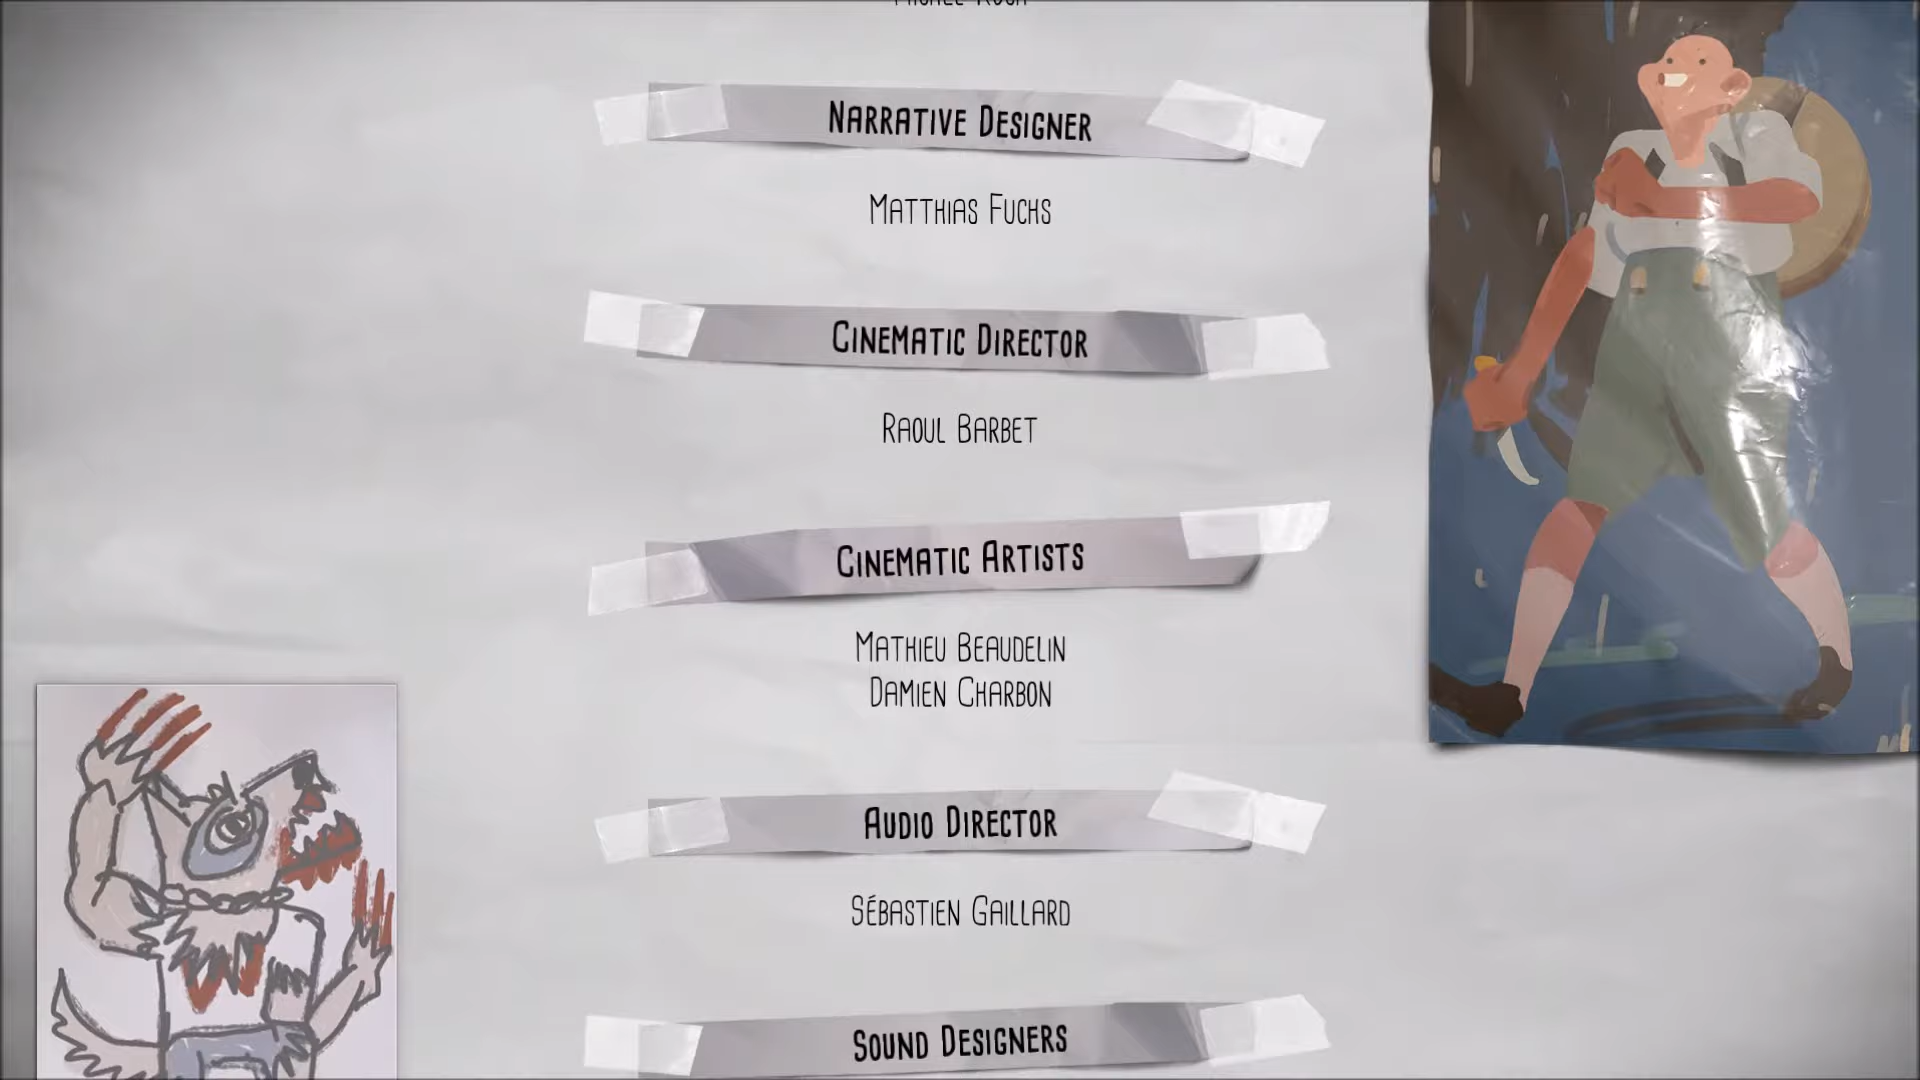 Narrative Designer
Matthias Fuchs
Cinematic Director
Raoul Barbet
Cinematic Artists
Mathieu Beaudelin
Damien Charbon
Audio Director
Sébastien Gaillard
Sound Designers